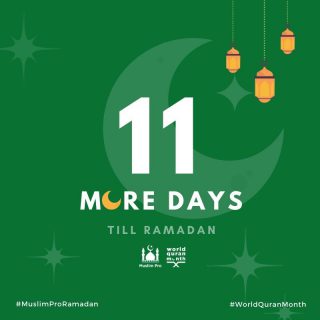 11
MORE DAYS
TILL RAMADAN
Muslim Pro
world
quran
month
#MuslimProRamadan
#WorldQuranMonth